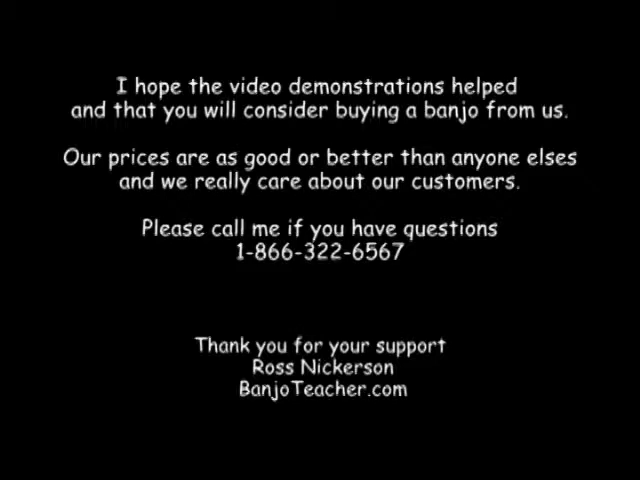 I hope the video demonstrations helped
and that you will consider buying a banjo from us.
Our prices are as good or better than anyone elses
and we really care about our customers.
Please call me if you have questions
1-866-322-6567
Thank you for your support
Ross Nickerson
BanjoTeacher.com